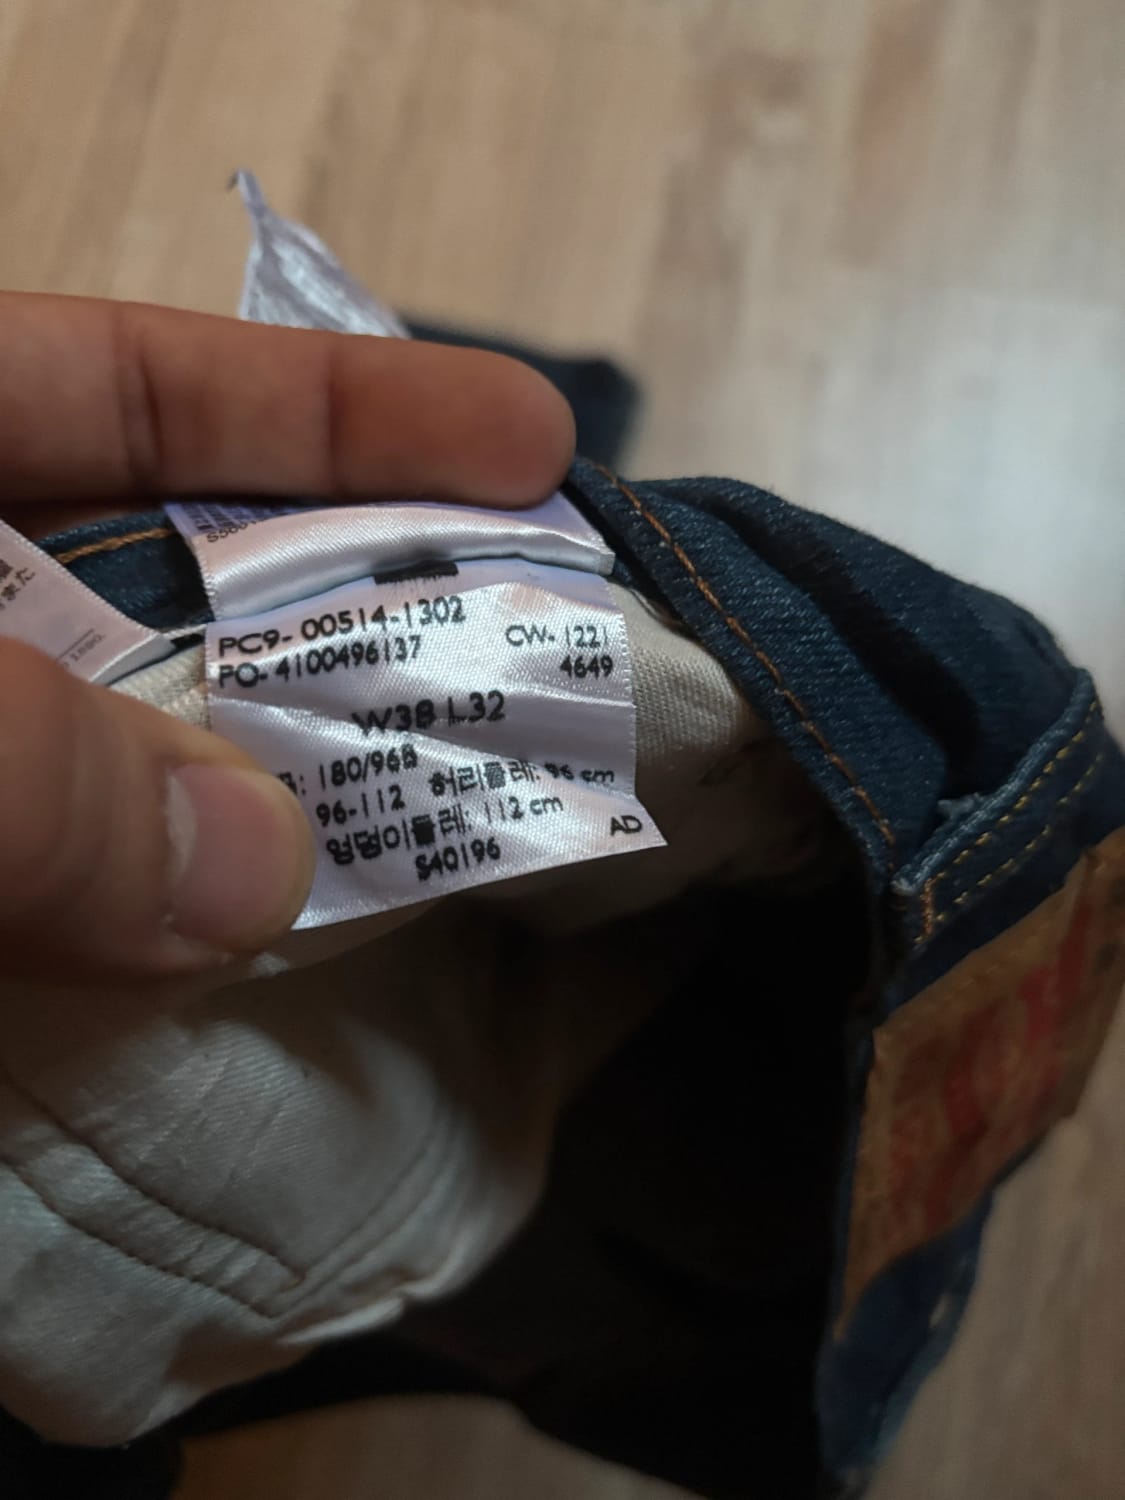 PC9- 00514-1302
PO- 4100496137
CW- 1221
4649
W38 L32
: 180/96B
96-112 허리둘레: 96 cm
엉덩이둘레: 112 cm
S40196
AD